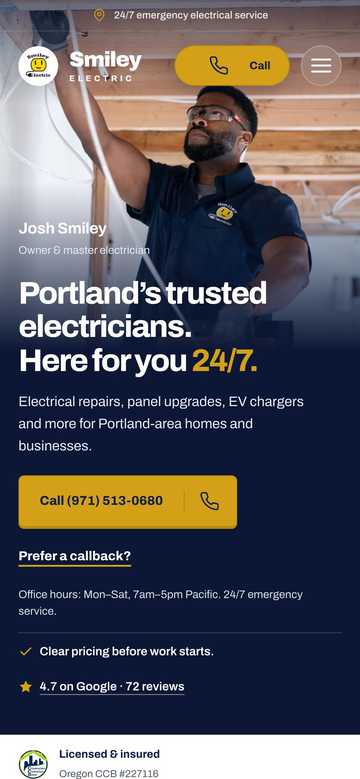 24/7 emergency electrical service
Smiley
Electric
Smiley
ELECTRIC
Call
Josh Smiley
Owner & master electrician
Portland's trusted
electricians.
Here for you 24/7.
Electrical repairs, panel upgrades, EV chargers
and more for Portland-area homes and
businesses.
Call (971) 513-0680
Prefer a callback?
Office hours: Mon–Sat, 7am–5pm Pacific. 24/7 emergency
service.
Clear pricing before work starts.
4.7 on Google · 72 reviews
Licensed & insured
Oregon CCB #227116